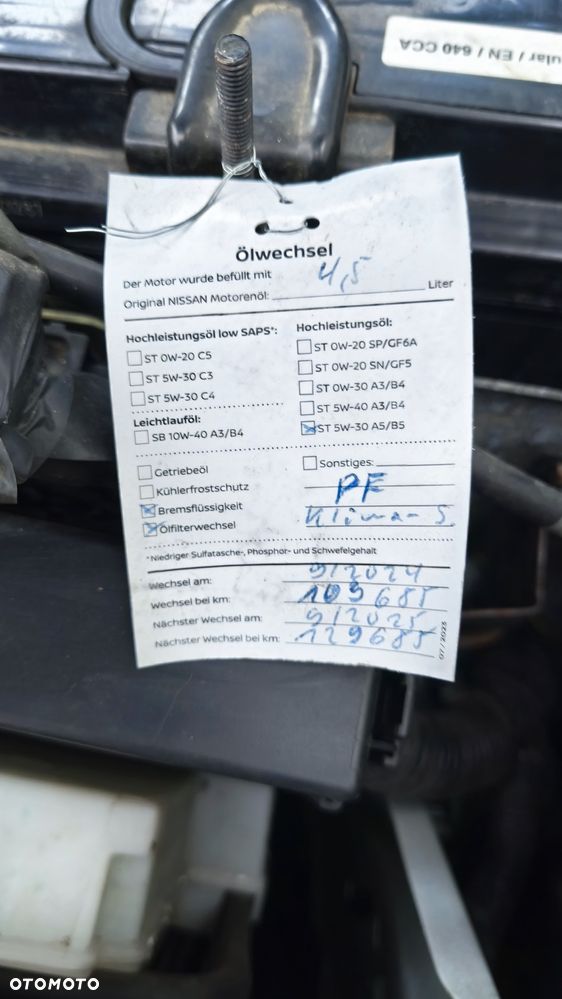 ular / EN / 640 CCA
Ölwechsel
Der Motor wurde befüllt mit
Original NISSAN Motorenöl: 4,5 Liter
Hochleistungsöl low SAPS*:
ST 0W-20 C5
ST 5W-30 C3
ST 5W-30 C4
Leichtlauföl:
SB 10W-40 A3/B4
Hochleistungsöl:
ST 0W-20 SP/GF6A
ST 0W-20 SN/GF5
ST 0W-30 A3/B4
ST 5W-40 A3/B4
ST 5W-30 A5/B5
Getriebeöl
Kühlerfrostschutz
Bremsflüssigkeit
Ölfilterwechsel
Sonstiges:
PF
Klima-S.
*Niedriger Sulfatasche-, Phosphor- und Schwefelgehalt
Wechsel am: 9/2024
Wechsel bei km: 109685
Nächster Wechsel am: 9/2025
Nächster Wechsel bei km: 129685
07/2023
OTOMOTO